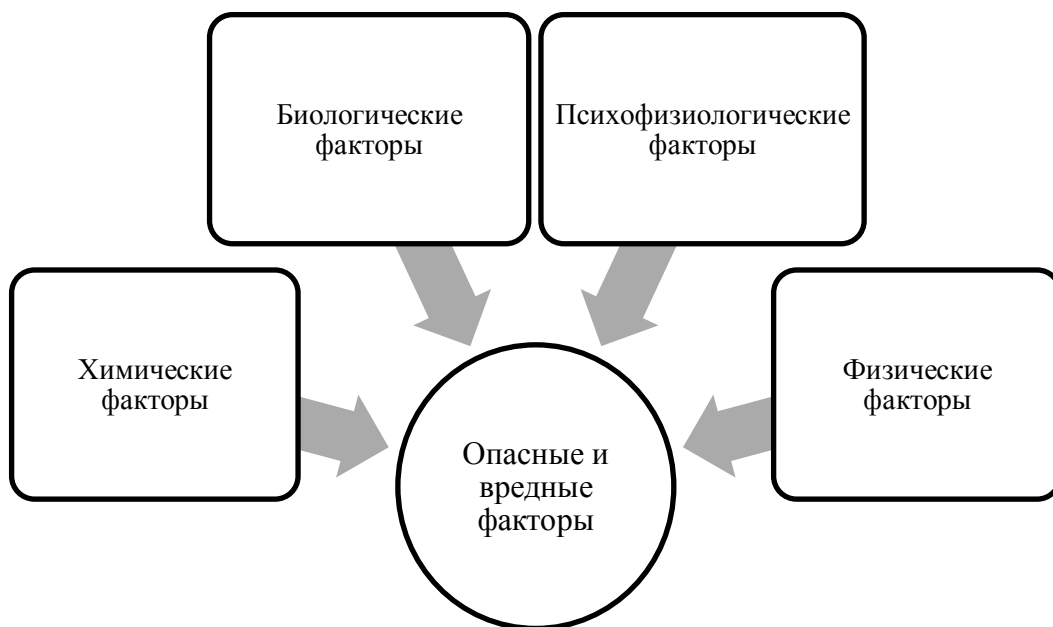 Биологические
факторы
Психофизиологические
факторы
Химические
факторы
Физические
факторы
Опасные и
вредные
факторы